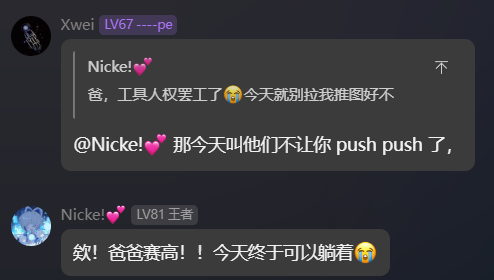 Xwei LV67 ----pe
Nicke!💕
爸，工具人权罢工了😭今天就别拉我推图好不
@Nicke!💕 那今天叫他们不让你 push push 了，
Nicke!💕 LV81 王者
欸！爸爸赛高！！今天终于可以躺着😭